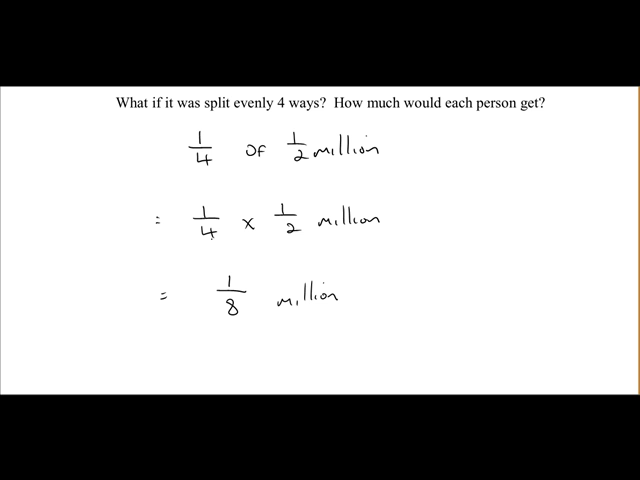 What if it was split evenly 4 ways? How much would each person get?
1/4 of 1/2 million
= 1/4 x 1/2 million
= 1/8 million